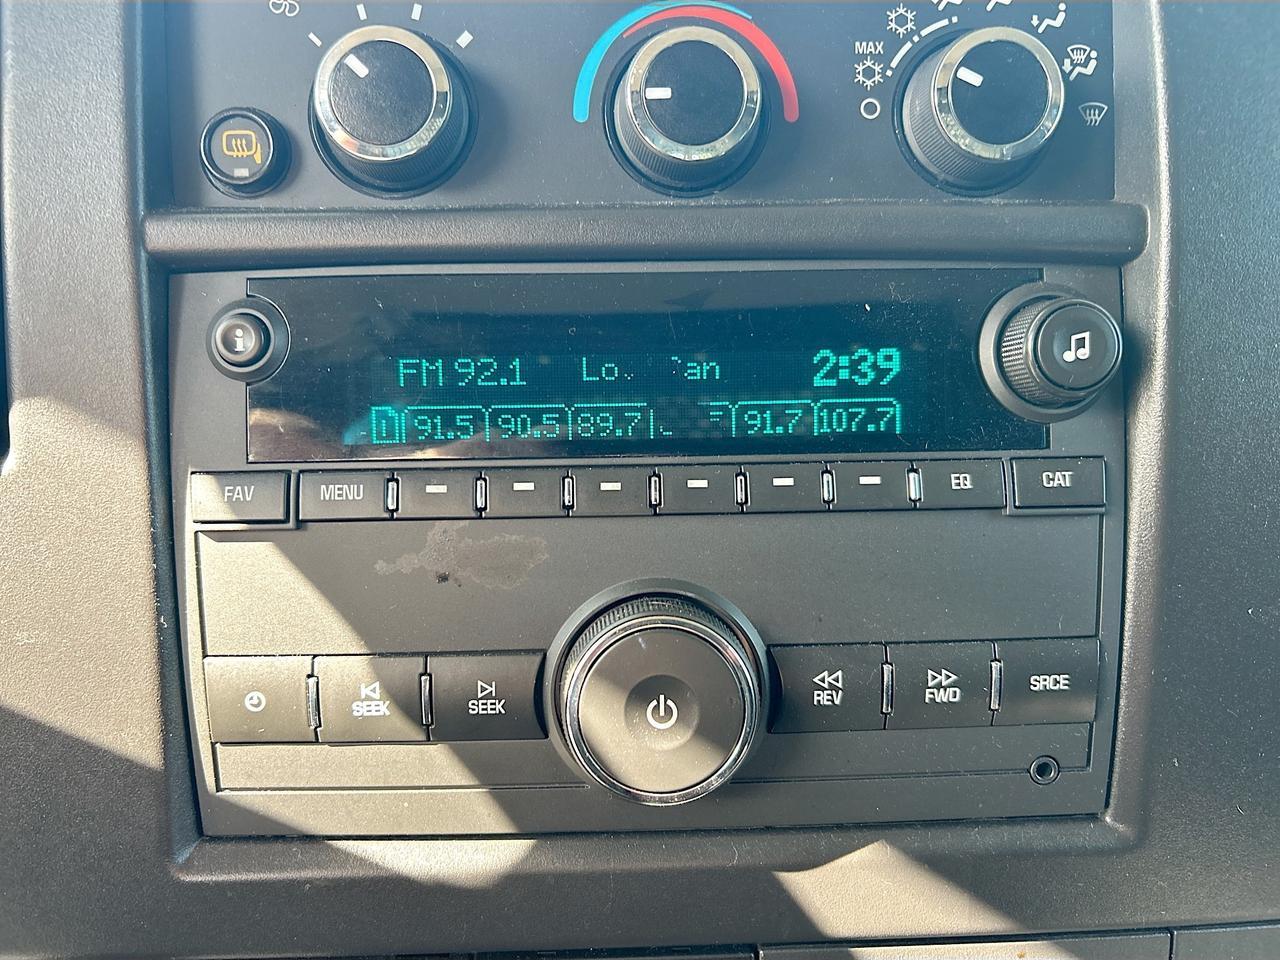 MAX
i
FM 92.1 2:39
1 91.5 90.5 89.7 91.7 107.7
FAV MENU EQ CAT
SEEK SEEK REV FWD SRCE